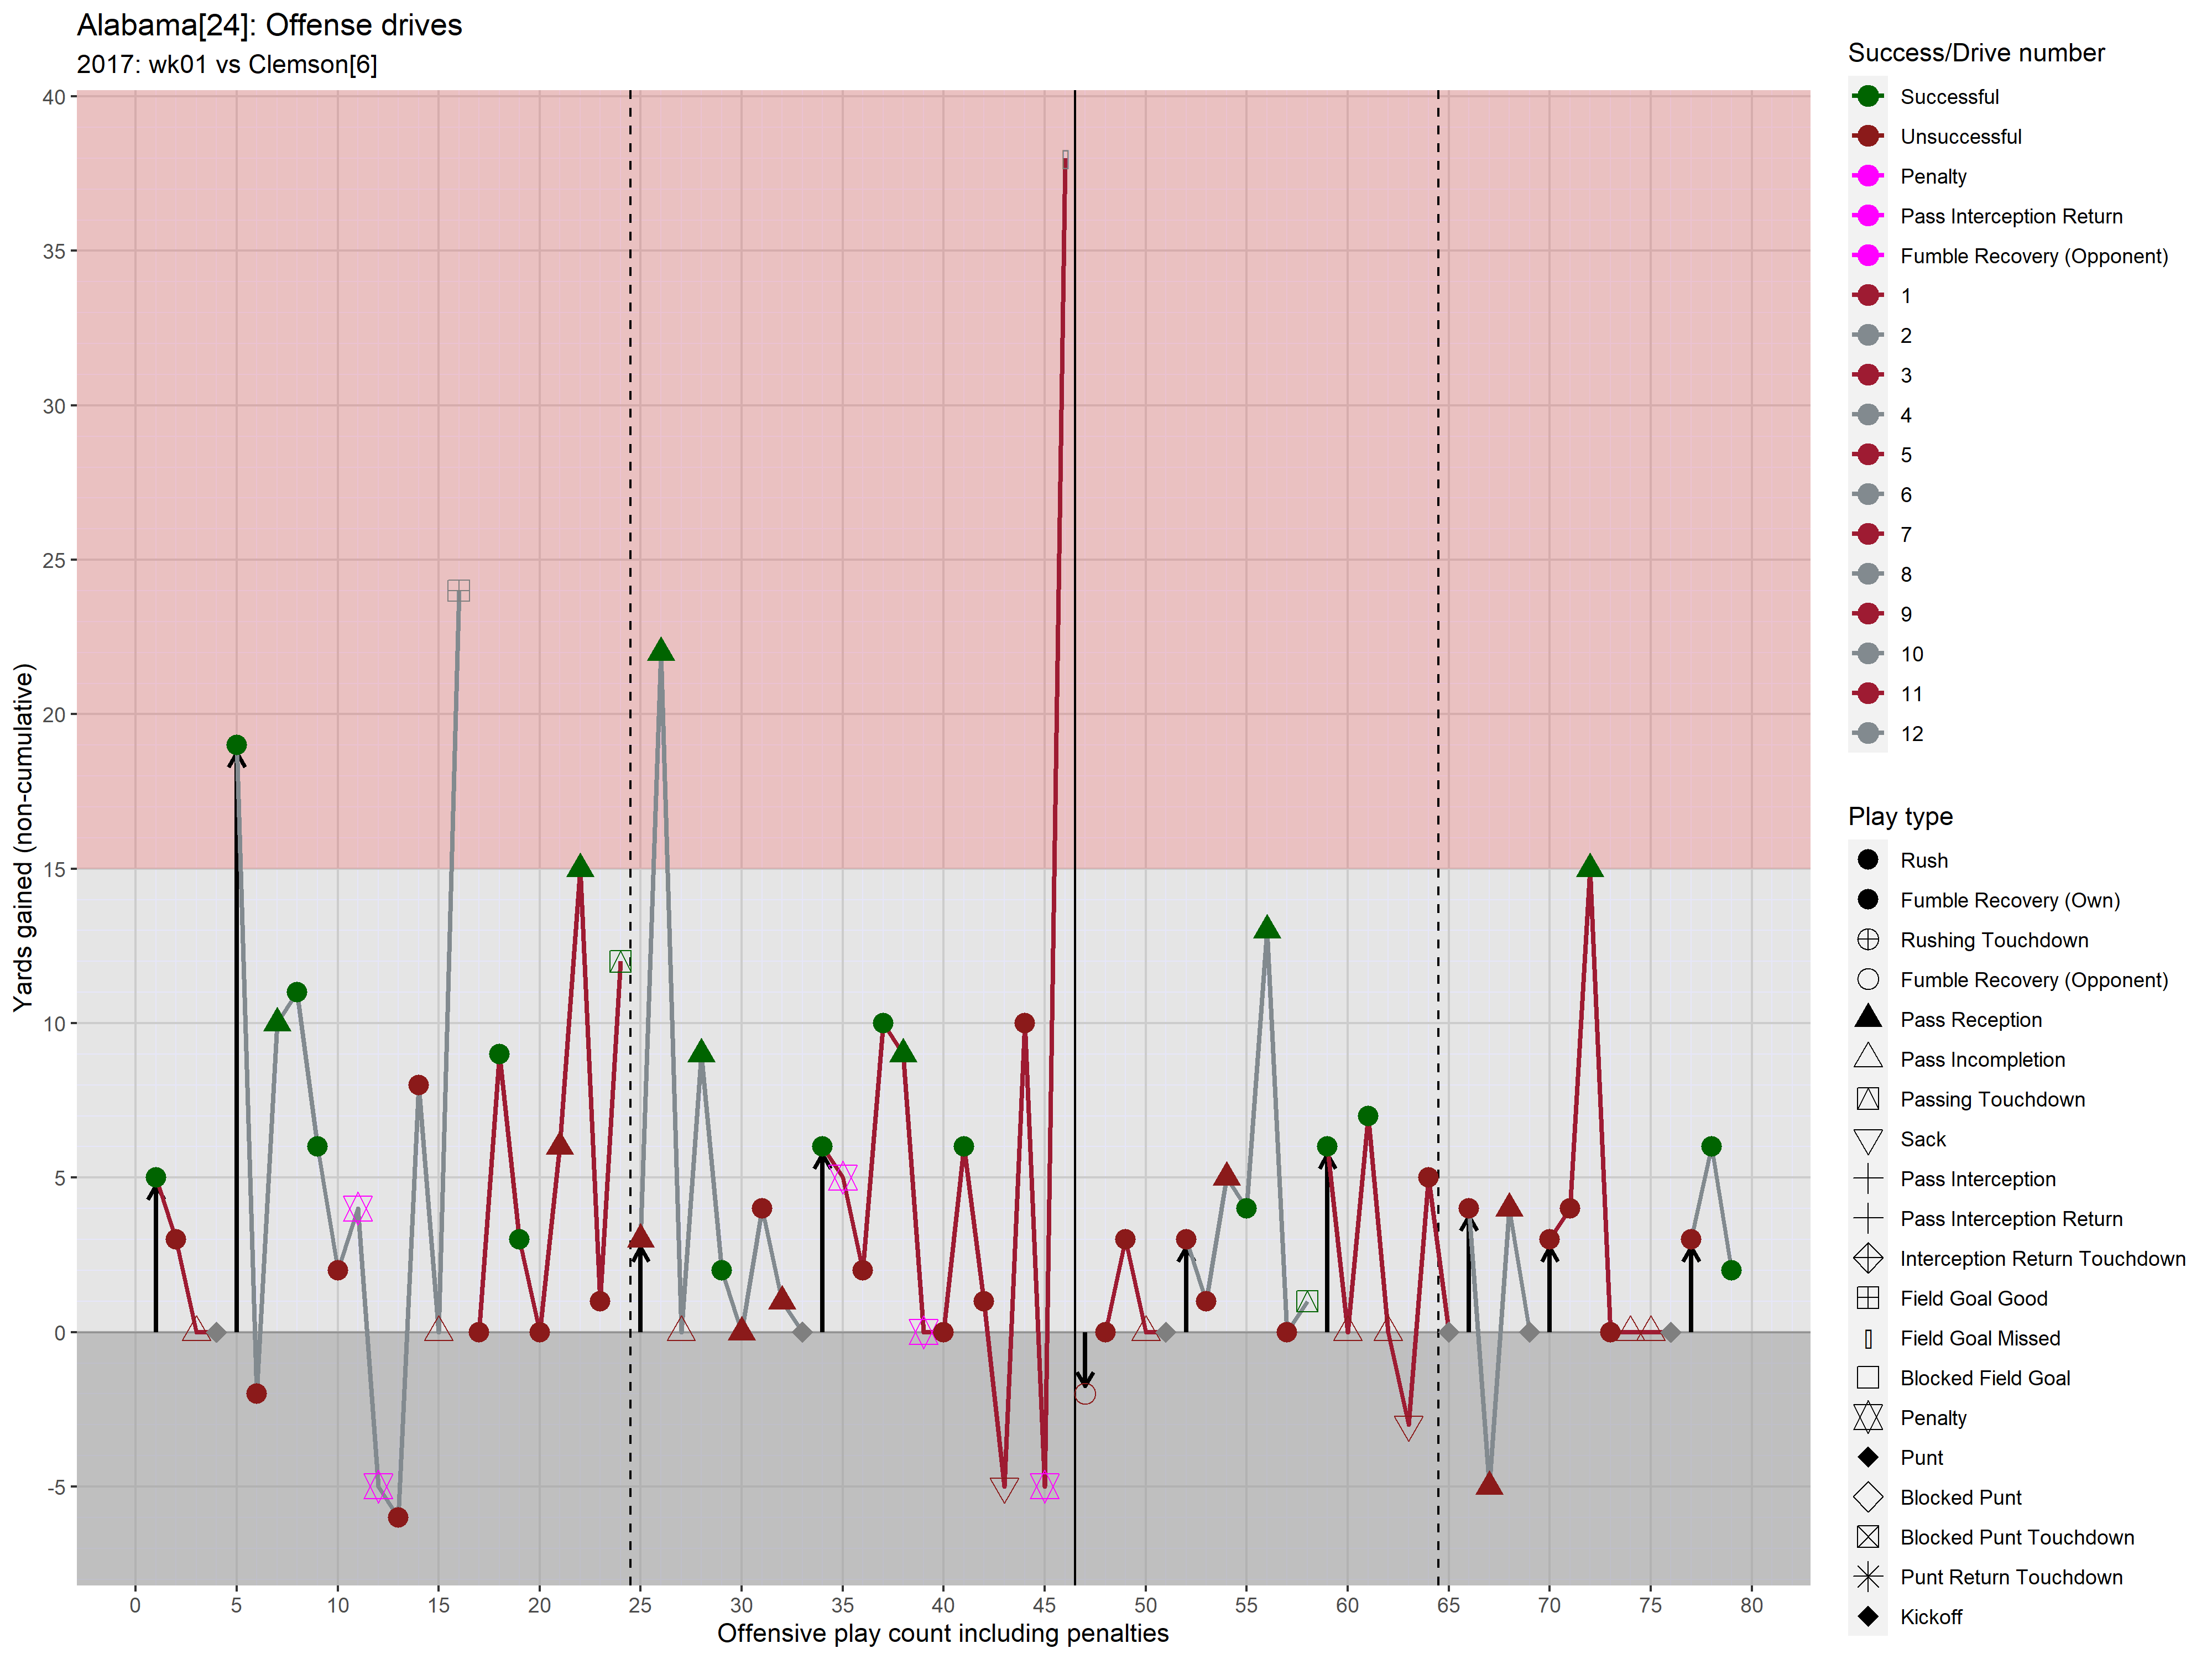 Alabama[24]: Offense drives
2017: wk01 vs Clemson[6]
Yards gained (non-cumulative)
40
35
30
25
20
15
10
5
0
-5
0 5 10 15 20 25 30 35 40 45 50 55 60 65 70 75 80
Offensive play count including penalties
Success/Drive number
Successful
Unsuccessful
Penalty
Pass Interception Return
Fumble Recovery (Opponent)
1
2
3
4
5
6
7
8
9
10
11
12
Play type
Rush
Fumble Recovery (Own)
Rushing Touchdown
Fumble Recovery (Opponent)
Pass Reception
Pass Incompletion
Passing Touchdown
Sack
Pass Interception
Pass Interception Return
Interception Return Touchdown
Field Goal Good
Field Goal Missed
Blocked Field Goal
Penalty
Punt
Blocked Punt
Blocked Punt Touchdown
Punt Return Touchdown
Kickoff